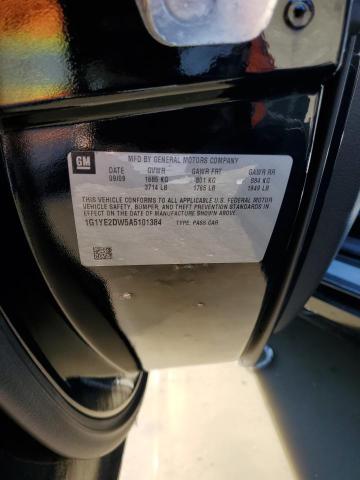 GM
MFD BY GENERAL MOTORS COMPANY
DATE GVWR GAWR FRT GAWR RR
09/09 1685 KG 801 KG 884 KG
3714 LB 1765 LB 1949 LB
THIS VEHICLE CONFORMS TO ALL APPLICABLE U.S. FEDERAL MOTOR
VEHICLE SAFETY, BUMPER, AND THEFT PREVENTION STANDARDS IN
EFFECT ON THE DATE OF MANUFACTURE SHOWN ABOVE.
1G1YE2DW5A5101384 TYPE: PASS CAR